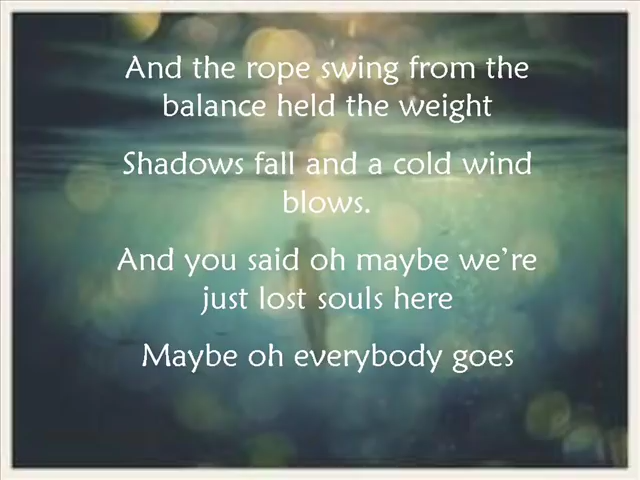 And the rope swing from the
balance held the weight
Shadows fall and a cold wind
blows.
And you said oh maybe we’re
just lost souls here
Maybe oh everybody goes